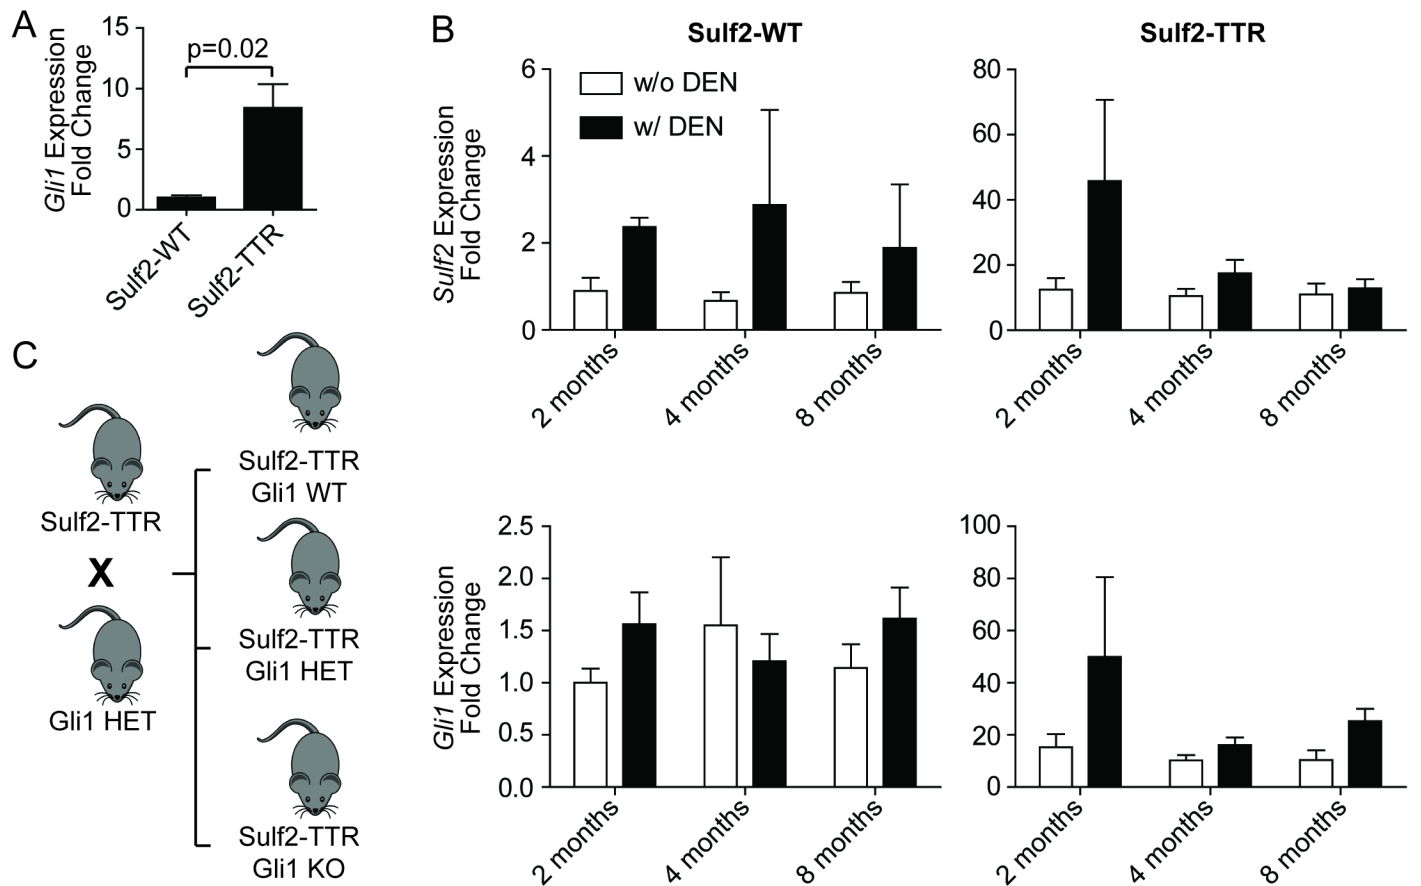 A
Gli1 Expression
Fold Change
15
10
5
0
p=0.02
Sulf2-WT
Sulf2-TTR
B
Sulf2-WT
Sulf2-TTR
Sulf2 Expression
Fold Change
6
4
2
0
w/o DEN
w/ DEN
2 months
4 months
8 months
80
60
40
20
0
2 months
4 months
8 months
Gli1 Expression
Fold Change
2.5
2.0
1.5
1.0
0.5
0.0
2 months
4 months
8 months
100
80
60
40
20
0
2 months
4 months
8 months
C
Sulf2-TTR
X
Gli1 HET
Sulf2-TTR
Gli1 WT
Sulf2-TTR
Gli1 HET
Sulf2-TTR
Gli1 KO